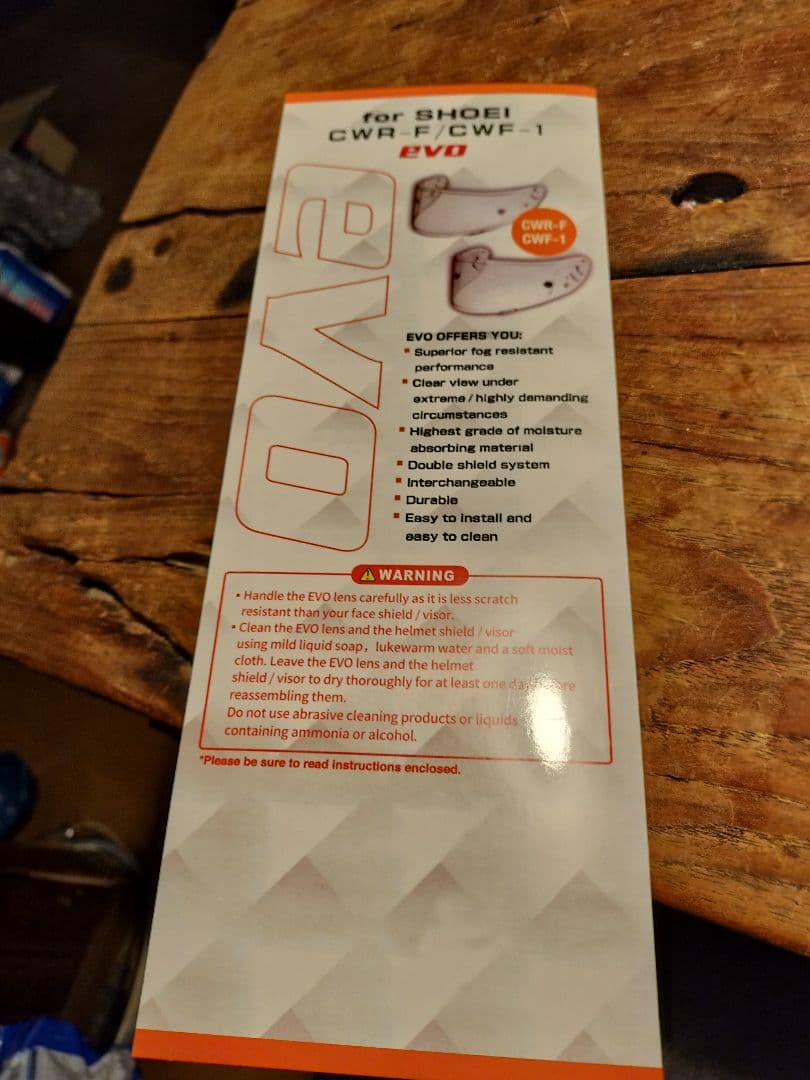 for SHOEI
CWR-F/CWF-1
evo
evo
CWR-F
CWF-1
EVO OFFERS YOU:
▪ Superior fog resistant
performance
▪ Clear view under
extreme / highly demanding
circumstances
▪ Highest grade of moisture
absorbing material
▪ Double shield system
▪ Interchangeable
▪ Durable
▪ Easy to install and
easy to clean
⚠ WARNING
• Handle the EVO lens carefully as it is less scratch
resistant than your face shield / visor.
• Clean the EVO lens and the helmet shield / visor
using mild liquid soap, lukewarm water and a soft moist
cloth. Leave the EVO lens and the helmet
shield / visor to dry thoroughly for at least one day before
reassembling them.
Do not use abrasive cleaning products or liquids
containing ammonia or alcohol.
*Please be sure to read instructions enclosed.